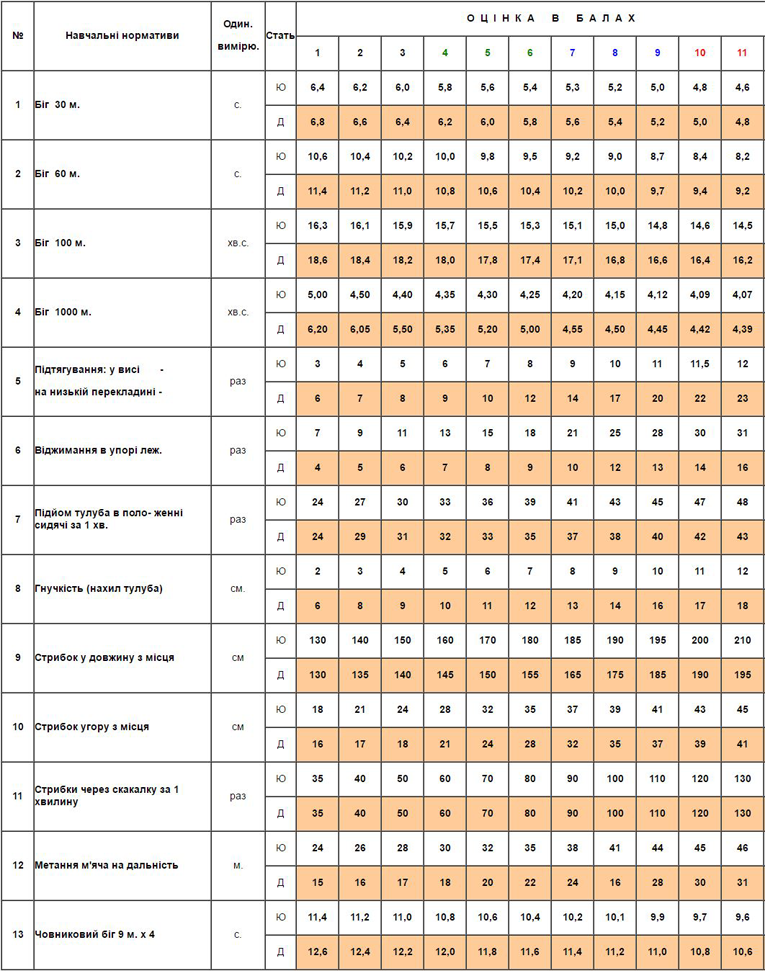 О Ц І Н К А В Б А Л А Х
№ Навчальні нормативи Один. вимірю. Стать
1 2 3 4 5 6 7 8 9 10 11
1 Біг 30 м. с.
Ю 6,4 6,2 6,0 5,8 5,6 5,4 5,3 5,2 5,0 4,8 4,6
Д 6,8 6,6 6,4 6,2 6,0 5,8 5,6 5,4 5,2 5,0 4,8
2 Біг 60 м. с.
Ю 10,6 10,4 10,2 10,0 9,8 9,5 9,2 9,0 8,7 8,4 8,2
Д 11,4 11,2 11,0 10,8 10,6 10,4 10,2 10,0 9,7 9,4 9,2
3 Біг 100 м. хв.с.
Ю 16,3 16,1 15,9 15,7 15,5 15,3 15,1 15,0 14,8 14,6 14,5
Д 18,6 18,4 18,2 18,0 17,8 17,4 17,1 16,8 16,6 16,4 16,2
4 Біг 1000 м. хв.с.
Ю 5,00 4,50 4,40 4,35 4,30 4,25 4,20 4,15 4,12 4,09 4,07
Д 6,20 6,05 5,50 5,35 5,20 5,00 4,55 4,50 4,45 4,42 4,39
5 Підтягування: у висі -
на низькій перекладині - раз
Ю 3 4 5 6 7 8 9 10 11 11,5 12
Д 6 7 8 9 10 12 14 17 20 22 23
6 Віджимання в упорі леж. раз
Ю 7 9 11 13 15 18 21 25 28 30 31
Д 4 5 6 7 8 9 10 12 13 14 16
7 Підйом тулуба в поло- женні
сидячі за 1 хв. раз
Ю 24 27 30 33 36 39 41 43 45 47 48
Д 24 29 31 32 33 35 37 38 40 42 43
8 Гнучкість (нахил тулуба) см.
Ю 2 3 4 5 6 7 8 9 10 11 12
Д 6 8 9 10 11 12 13 14 16 17 18
9 Стрибок у довжину з місця см
Ю 130 140 150 160 170 180 185 190 195 200 210
Д 130 135 140 145 150 155 165 175 185 190 195
10 Стрибок угору з місця см
Ю 18 21 24 28 32 35 37 39 41 43 45
Д 16 17 18 21 24 28 32 35 37 39 41
11 Стрибки через скакалку за 1
хвилину раз
Ю 35 40 50 60 70 80 90 100 110 120 130
Д 35 40 50 60 70 80 90 100 110 120 130
12 Метання м'яча на дальність м.
Ю 24 26 28 30 32 35 38 41 44 45 46
Д 15 16 17 18 20 22 24 16 28 30 31
13 Човниковий біг 9 м. х 4 с.
Ю 11,4 11,2 11,0 10,8 10,6 10,4 10,2 10,1 9,9 9,7 9,6
Д 12,6 12,4 12,2 12,0 11,8 11,6 11,4 11,2 11,0 10,8 10,6